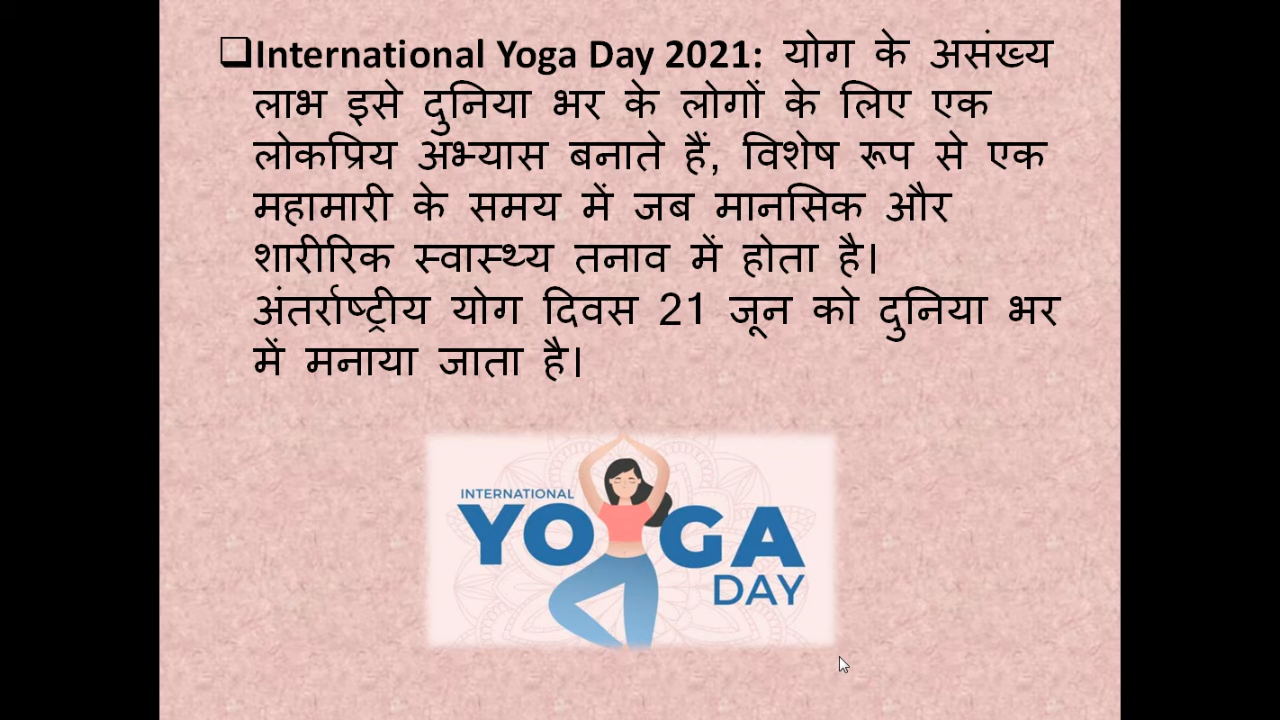 International Yoga Day 2021: योग के असंख्य
लाभ इसे दुनिया भर के लोगों के लिए एक
लोकप्रिय अभ्यास बनाते हैं, विशेष रूप से एक
महामारी के समय में जब मानसिक और
शारीरिक स्वास्थ्य तनाव में होता है।
अंतर्राष्ट्रीय योग दिवस 21 जून को दुनिया भर
में मनाया जाता है।
INTERNATIONAL
YOGA
DAY